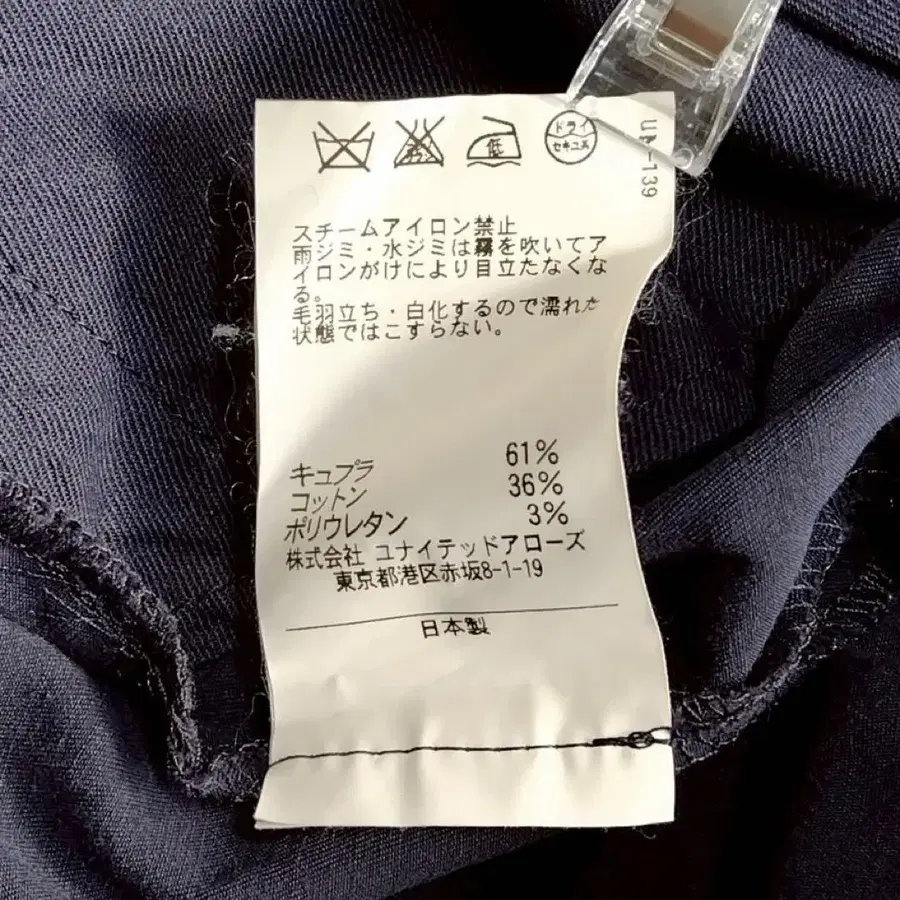 エンソ
低
ドライ
セキユ系
スチームアイロン禁止
雨ジミ・水ジミは霧を吹いてア
イロンがけにより目立たなくな
る。
毛羽立ち・白化するので濡れた
状態ではこすらない。
キュプラ 61%
コットン 36%
ポリウレタン 3%
株式会社 ユナイテッドアローズ
東京都港区赤坂8-1-19
日本製